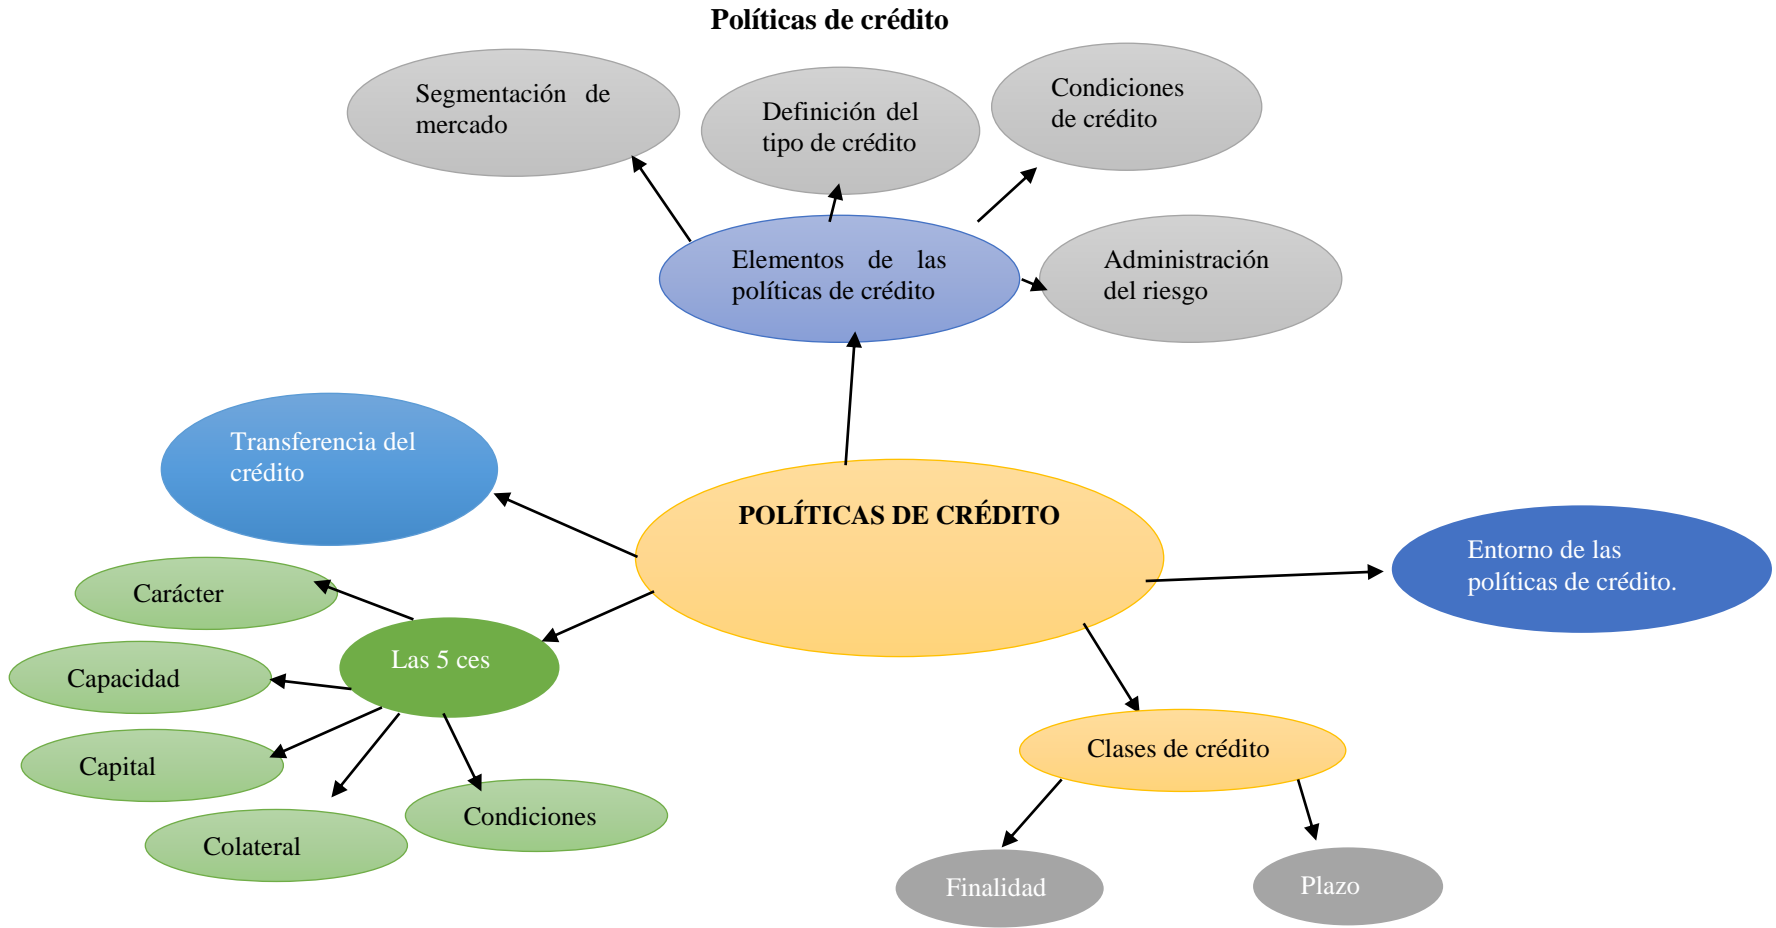 Políticas de crédito
Segmentación de
mercado
Definición del
tipo de crédito
Condiciones
de crédito
Elementos de las
políticas de crédito
Administración
del riesgo
Transferencia del
crédito
POLÍTICAS DE CRÉDITO
Entorno de las
políticas de crédito.
Carácter
Las 5 ces
Capacidad
Capital
Colateral
Condiciones
Clases de crédito
Finalidad
Plazo